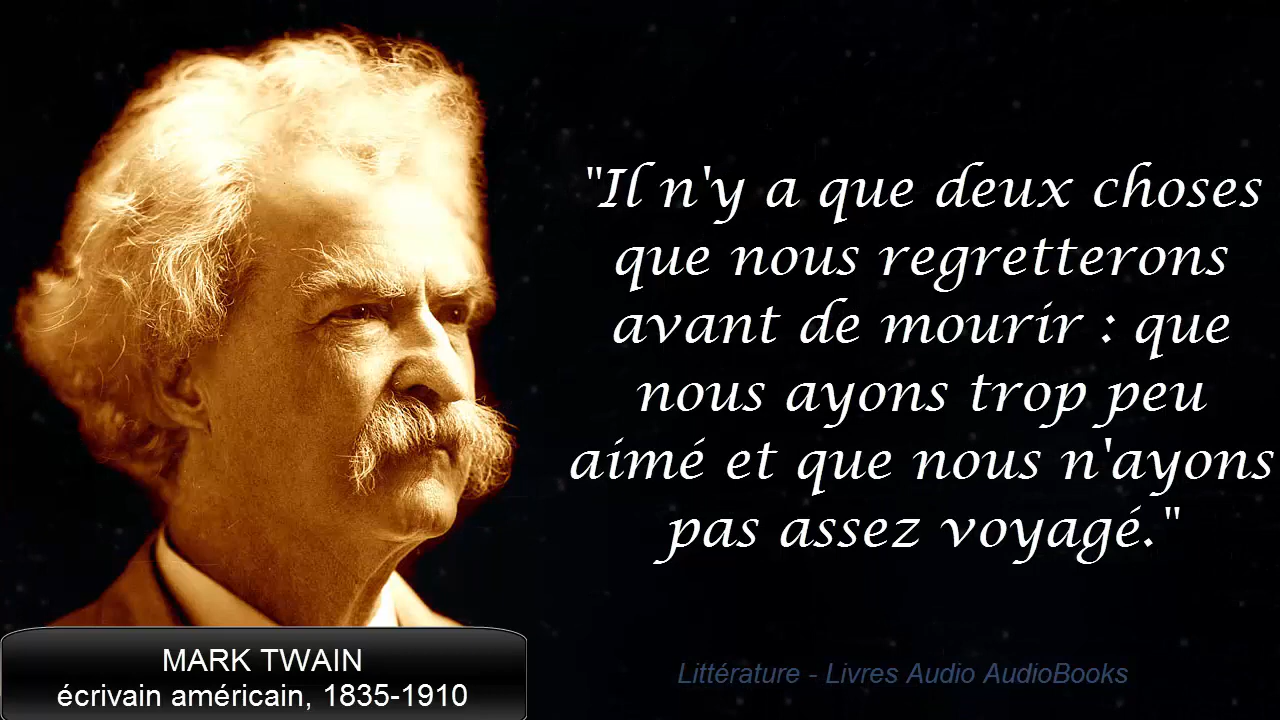 "Il n'y a que deux choses
que nous regretterons
avant de mourir : que
nous ayons trop peu
aimé et que nous n'ayons
pas assez voyagé."
MARK TWAIN
écrivain américain, 1835-1910
Littérature - Livres Audio AudioBooks